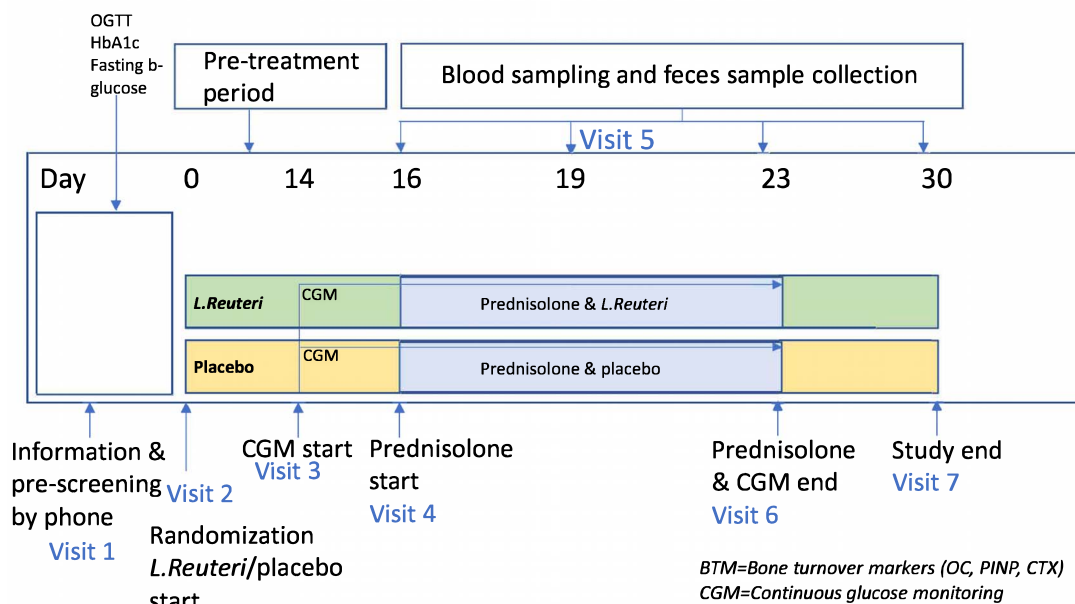 OGTT
HbA1c
Fasting b-
glucose
Pre-treatment
period
Blood sampling and feces sample collection
Visit 5
Day 0 14 16 19 23 30
L.Reuteri
CGM
Prednisolone & L.Reuteri
Placebo
CGM
Prednisolone & placebo
Information &
pre-screening
by phone
Visit 1
Visit 2
Randomization
L.Reuteri/placebo
start
CGM start
Visit 3
Prednisolone
start
Visit 4
Prednisolone
& CGM end
Visit 6
Study end
Visit 7
BTM=Bone turnover markers (OC, PINP, CTX)
CGM=Continuous glucose monitoring